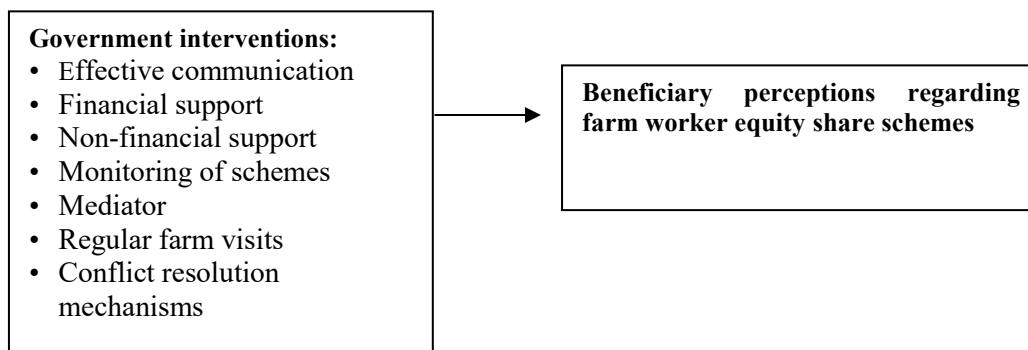 Government interventions:
• Effective communication
• Financial support
• Non-financial support
• Monitoring of schemes
• Mediator
• Regular farm visits
• Conflict resolution
mechanisms
Beneficiary perceptions regarding
farm worker equity share schemes